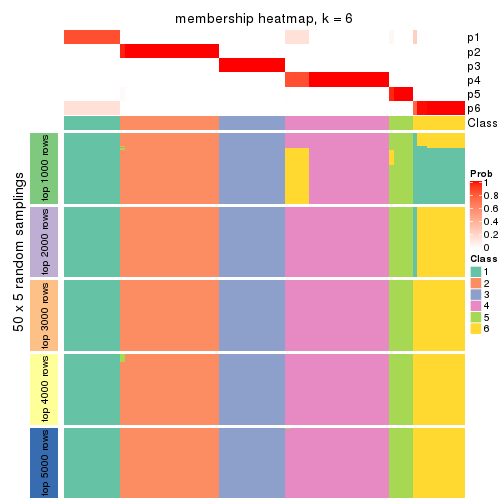 membership heatmap, k = 6
p1
p2
p3
p4
p5
p6
Class
50 x 5 random samplings
top 1000 rows
top 2000 rows
top 3000 rows
top 4000 rows
top 5000 rows
Prob
1
0.8
0.6
0.4
0.2
0
Class
1
2
3
4
5
6